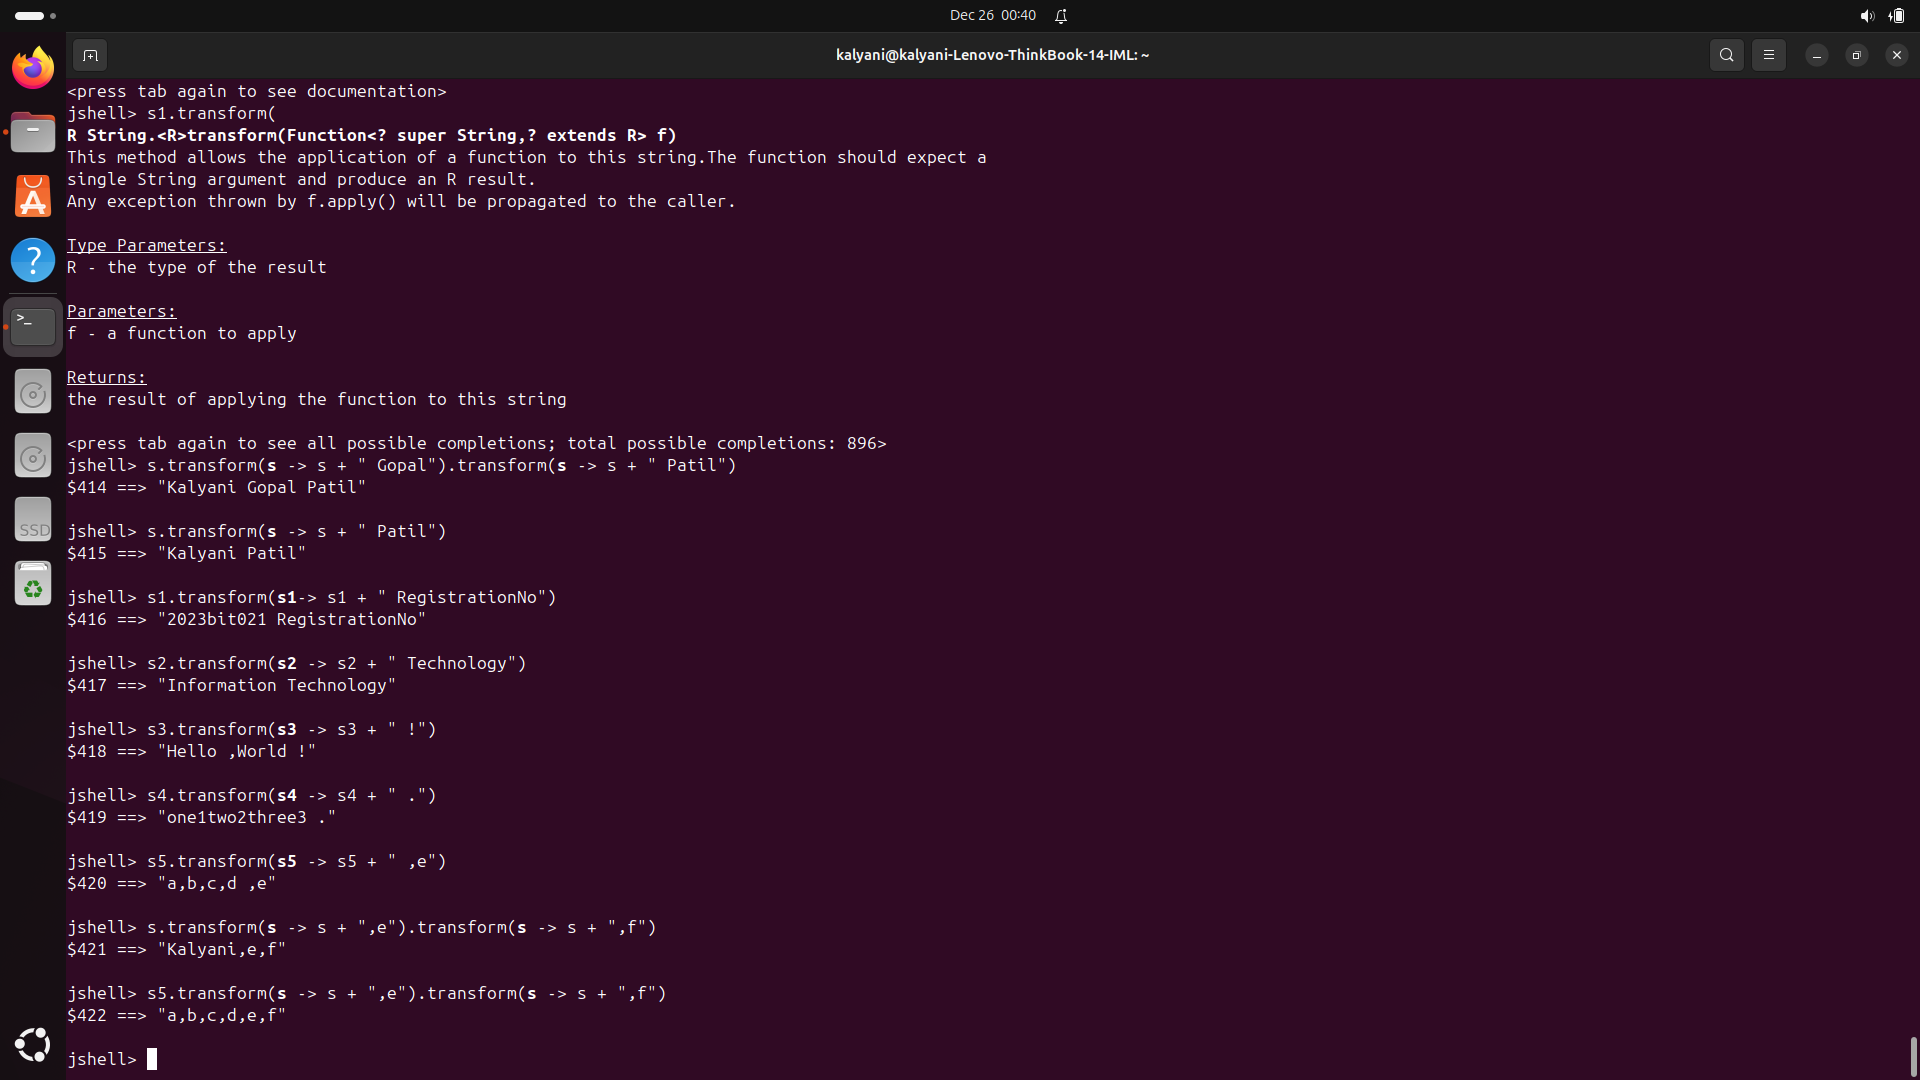 Dec 26 00:40
kalyani@kalyani-Lenovo-ThinkBook-14-IML: ~
<press tab again to see documentation>
jshell> s1.transform(
R String.<R>transform(Function<? super String,? extends R> f)
This method allows the application of a function to this string.The function should expect a
single String argument and produce an R result.
Any exception thrown by f.apply() will be propagated to the caller.
Type Parameters:
R - the type of the result
Parameters:
f - a function to apply
Returns:
the result of applying the function to this string
<press tab again to see all possible completions; total possible completions: 896>
jshell> s.transform(s -> s + " Gopal").transform(s -> s + " Patil")
$414 ==> "Kalyani Gopal Patil"
jshell> s.transform(s -> s + " Patil")
$415 ==> "Kalyani Patil"
jshell> s1.transform(s1-> s1 + " RegistrationNo")
$416 ==> "2023bit021 RegistrationNo"
jshell> s2.transform(s2 -> s2 + " Technology")
$417 ==> "Information Technology"
jshell> s3.transform(s3 -> s3 + " !")
$418 ==> "Hello ,World !"
jshell> s4.transform(s4 -> s4 + " .")
$419 ==> "one1two2three3 ."
jshell> s5.transform(s5 -> s5 + " ,e")
$420 ==> "a,b,c,d ,e"
jshell> s.transform(s -> s + ",e").transform(s -> s + ",f")
$421 ==> "Kalyani,e,f"
jshell> s5.transform(s -> s + ",e").transform(s -> s + ",f")
$422 ==> "a,b,c,d,e,f"
jshell>
>_
SSD